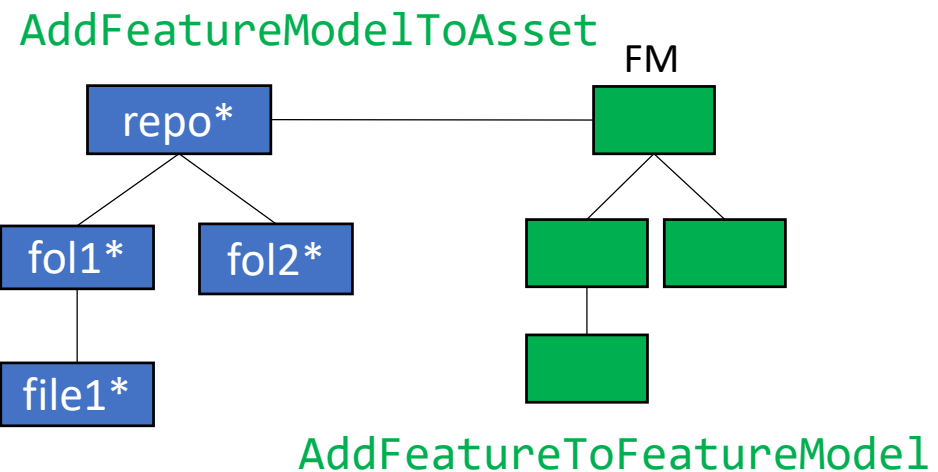 AddFeatureModelToAsset
FM
repo*
fol1*
fol2*
file1*
AddFeatureToFeatureModel